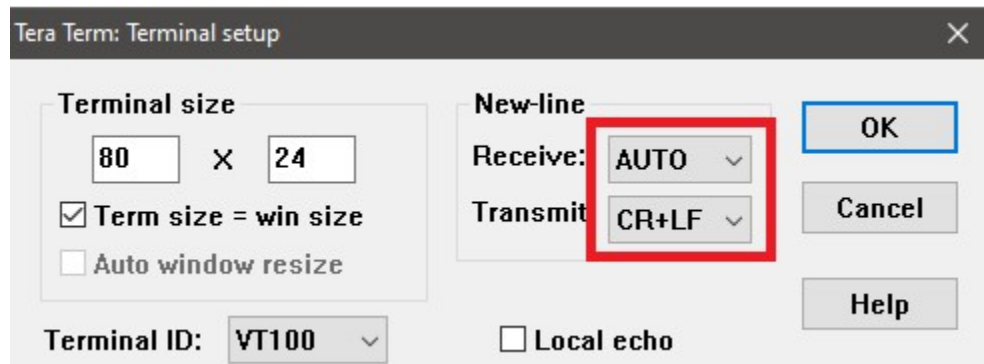 Tera Term: Terminal setup
Terminal size
80 X 24
Term size = win size
Auto window resize
Terminal ID: VT100
New-line
Receive: AUTO
Transmit CR+LF
Local echo
OK
Cancel
Help